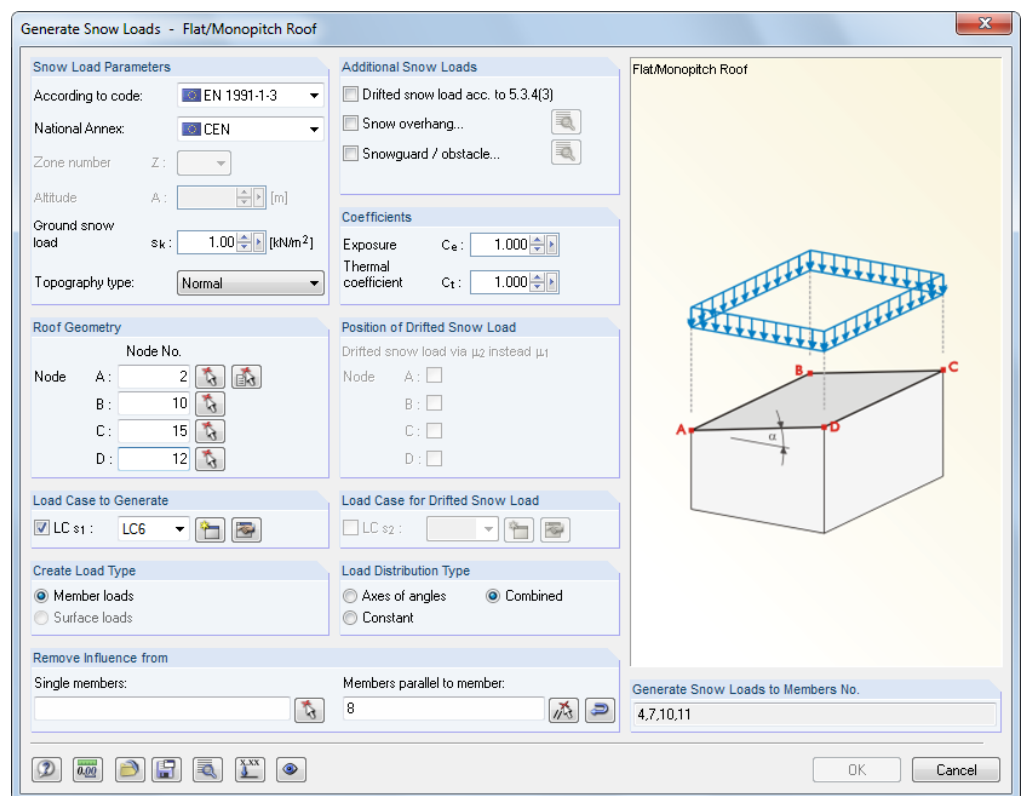 Generate Snow Loads - Flat/Monopitch Roof
Snow Load Parameters
According to code: EN 1991-1-3
National Annex: CEN
Zone number Z :
Altitude A : [m]
Ground snow
load sk : 1.00 [kN/m2]
Topography type: Normal
Additional Snow Loads
Drifted snow load acc. to 5.3.4(3)
Snow overhang...
Snowguard / obstacle...
Coefficients
Exposure Ce : 1.000
Thermal
coefficient Ct : 1.000
Roof Geometry
Node No.
Node A : 2
B : 10
C : 15
D : 12
Position of Drifted Snow Load
Drifted snow load via µ2 instead µ1
Node A :
B :
C :
D :
Load Case to Generate
LC s1 : LC6
Load Case for Drifted Snow Load
LC s2 :
Create Load Type
Member loads
Surface loads
Load Distribution Type
Axes of angles Combined
Constant
Remove Influence from
Single members:
Members parallel to member:
8
Flat/Monopitch Roof
B
C
A
D
α
Generate Snow Loads to Members No.
4,7,10,11
0.00
x.xx
OK Cancel